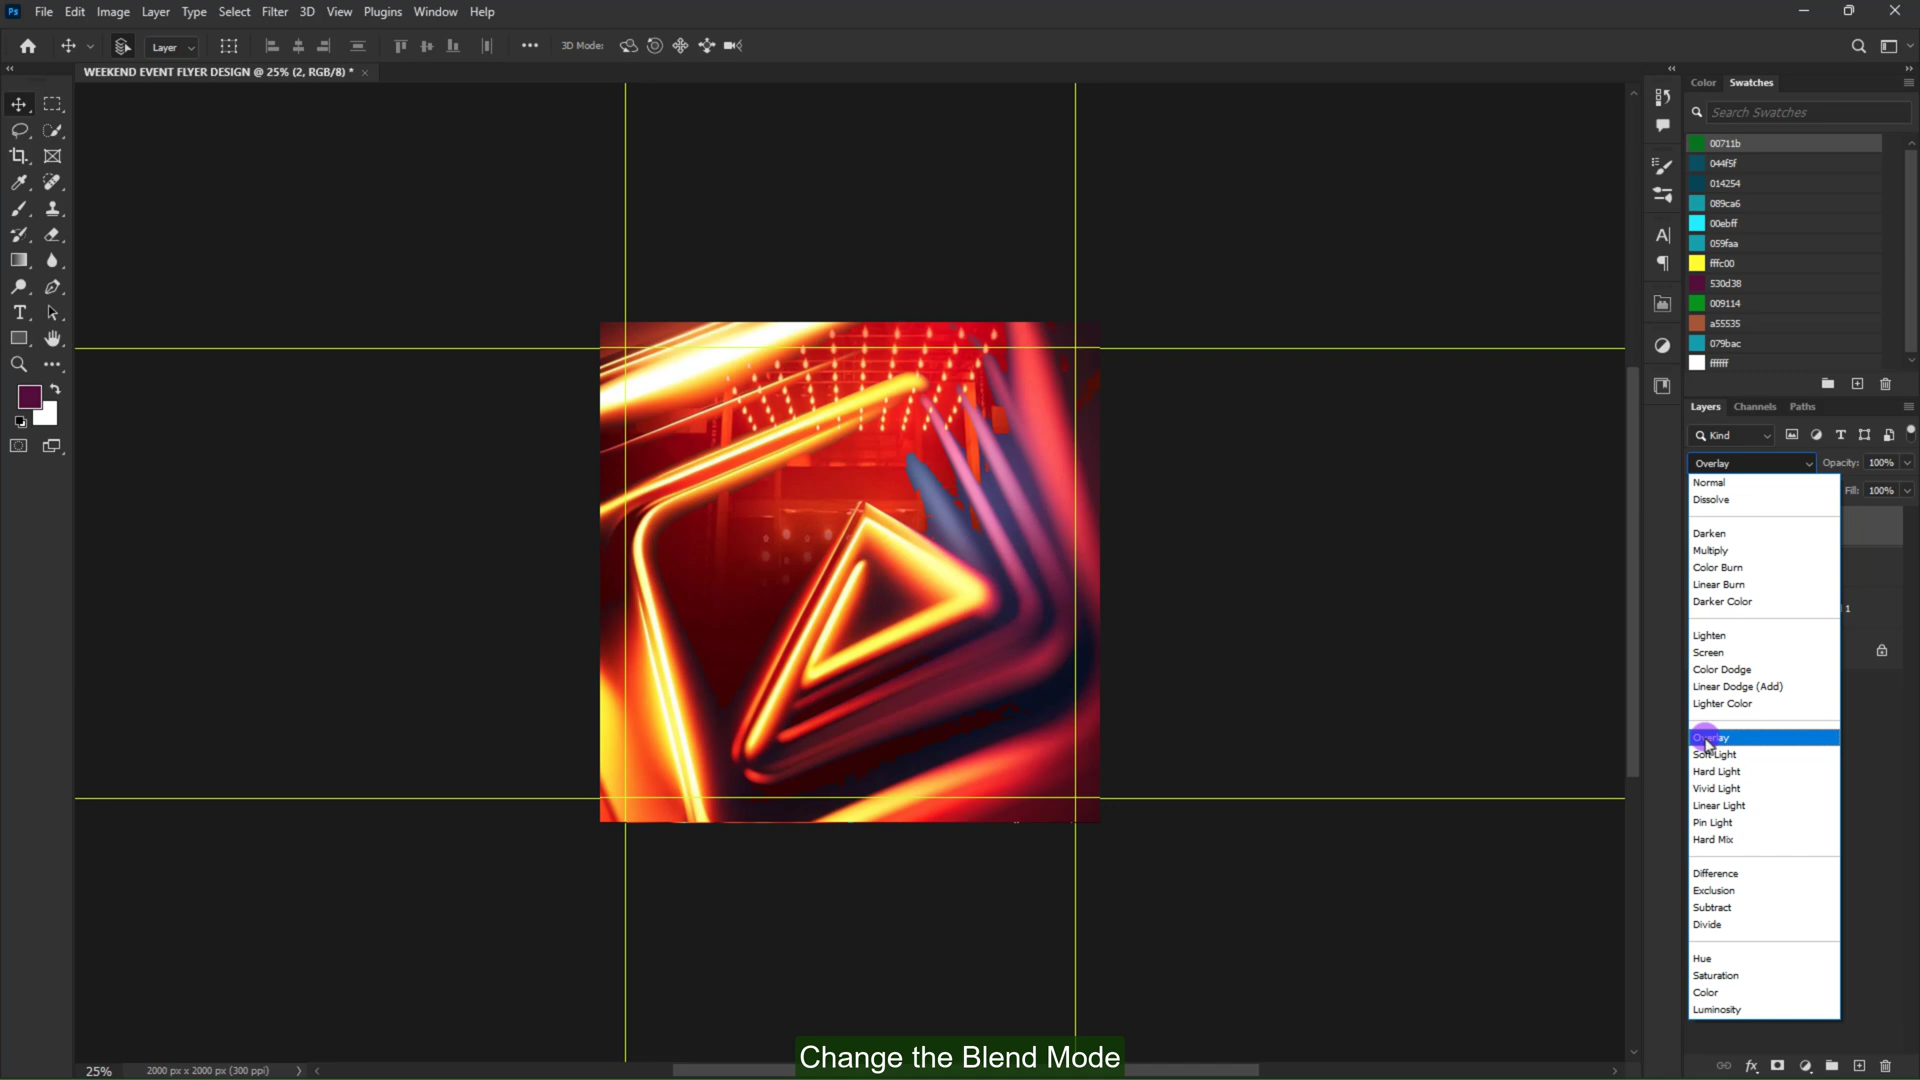 Ps File Edit Image Layer Type Select Filter 3D View Plugins Window Help
Layer 3D Mode:
WEEKEND EVENT FLYER DESIGN @ 25% (2, RGB/8) *
Color Swatches
Search Swatches
00711b
044f5f
014254
089ca6
00ebff
059faa
fffc00
530d38
009114
a55535
079bac
ffffff
Layers Channels Paths
Kind
Overlay Opacity: 100%
Fill: 100%
Normal
Dissolve
Darken
Multiply
Color Burn
Linear Burn
Darker Color
1
Lighten
Screen
Color Dodge
Linear Dodge (Add)
Lighter Color
Overlay
Soft Light
Hard Light
Vivid Light
Linear Light
Pin Light
Hard Mix
Difference
Exclusion
Subtract
Divide
Hue
Saturation
Color
Luminosity
Change the Blend Mode
25% 2000 px x 2000 px (300 ppi)